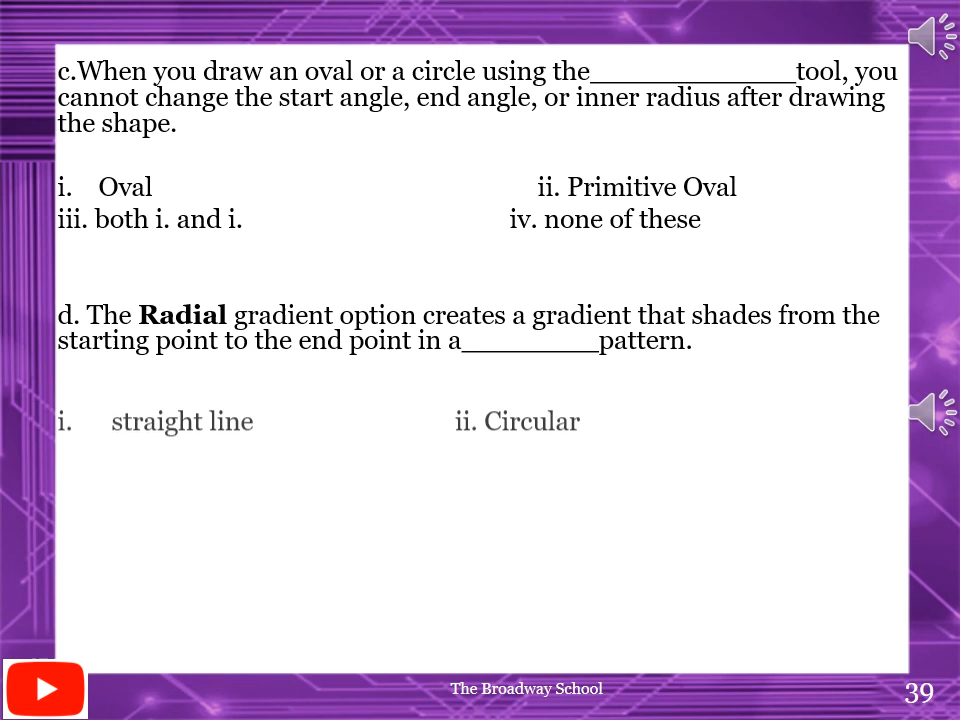 c.When you draw an oval or a circle using the_______________tool, you
cannot change the start angle, end angle, or inner radius after drawing
the shape.
i. Oval ii. Primitive Oval
iii. both i. and i. iv. none of these
d. The Radial gradient option creates a gradient that shades from the
starting point to the end point in a__________pattern.
i. straight line ii. Circular
The Broadway School
39